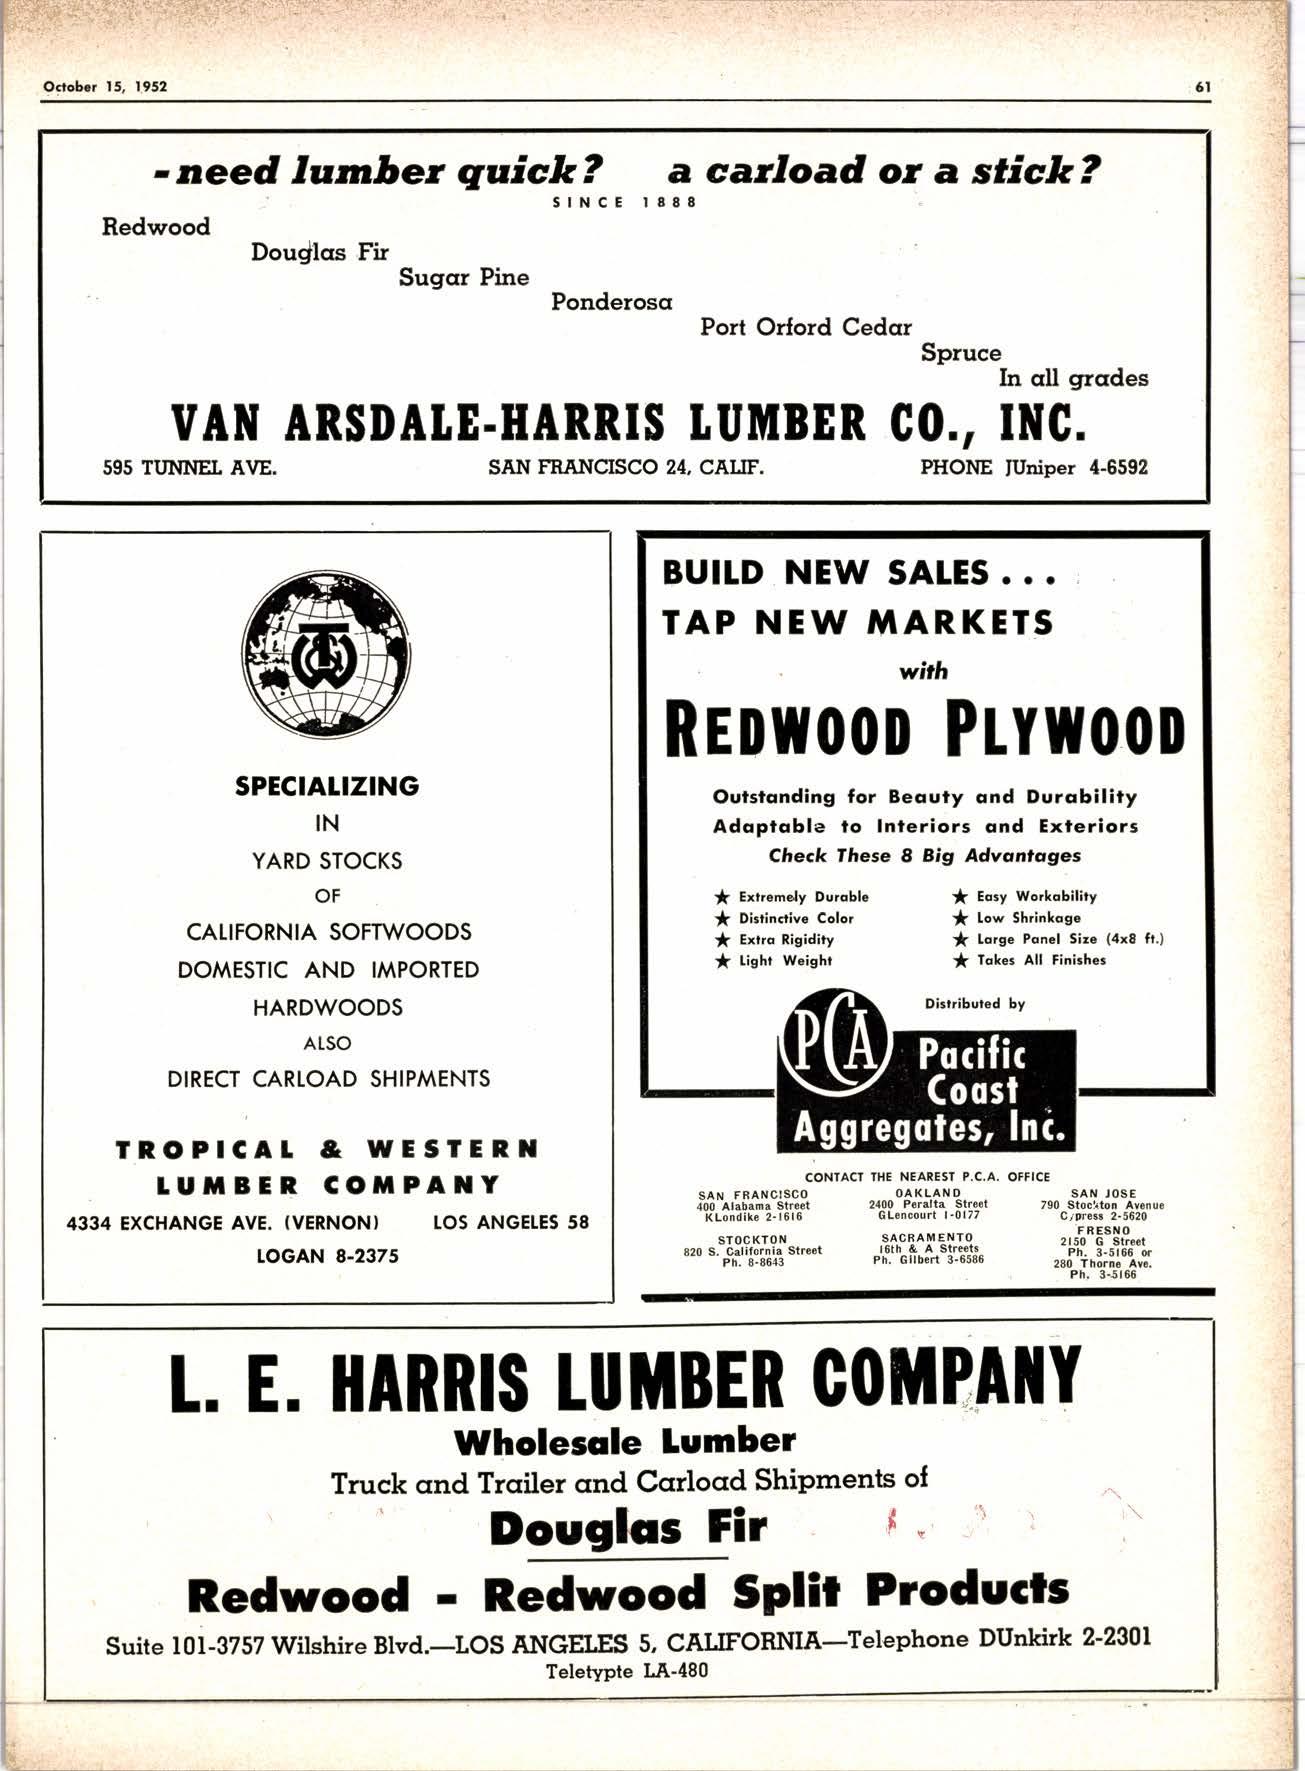 October 15, 1952 61
- need lumber quick? a carload or a stick?
SINCE 1888
Redwood
Douglas Fir
Sugar Pine
Ponderosa
Port Orford Cedar
Spruce
In all grades
VAN ARSDALE-HARRIS LUMBER CO., INC.
595 TUNNEL AVE. SAN FRANCISCO 24, CALIF. PHONE JUniper 4-6592
T&W
SPECIALIZING
IN
YARD STOCKS
OF
CALIFORNIA SOFTWOODS
DOMESTIC AND IMPORTED
HARDWOODS
ALSO
DIRECT CARLOAD SHIPMENTS
TROPICAL & WESTERN
LUMBER COMPANY
4334 EXCHANGE AVE. (VERNON) LOS ANGELES 58
LOGAN 8-2375
BUILD NEW SALES . . .
TAP NEW MARKETS
with
REDWOOD PLYWOOD
Outstanding for Beauty and Durability
Adaptable to Interiors and Exteriors
Check These 8 Big Advantages
★ Extremely Durable
★ Distinctive Color
★ Extra Rigidity
★ Light Weight
★ Easy Workability
★ Low Shrinkage
★ Large Panel Size (4x8 ft.)
★ Takes All Finishes
Distributed by
PCA
Pacific
Coast
Aggregates, Inc.
CONTACT THE NEAREST P.C.A. OFFICE
SAN FRANCISCO
400 Alabama Street
KLondike 2-1616
OAKLAND
2400 Peralta Street
GLencourt 1-0177
SAN JOSE
790 Stockton Avenue
Cypress 2-5620
STOCKTON
820 S. California Street
Ph. 8-8643
SACRAMENTO
16th & A Streets
Ph. Gilbert 3-6586
FRESNO
2150 G Street
Ph. 3-5166 or
280 Thorne Ave.
Ph. 3-5166
L. E. HARRIS LUMBER COMPANY
Wholesale Lumber
Truck and Trailer and Carload Shipments of
Douglas Fir
Redwood - Redwood Split Products
Suite 101-3757 Wilshire Blvd.—LOS ANGELES 5, CALIFORNIA—Telephone DUnkirk 2-2301
Teletypte LA-480